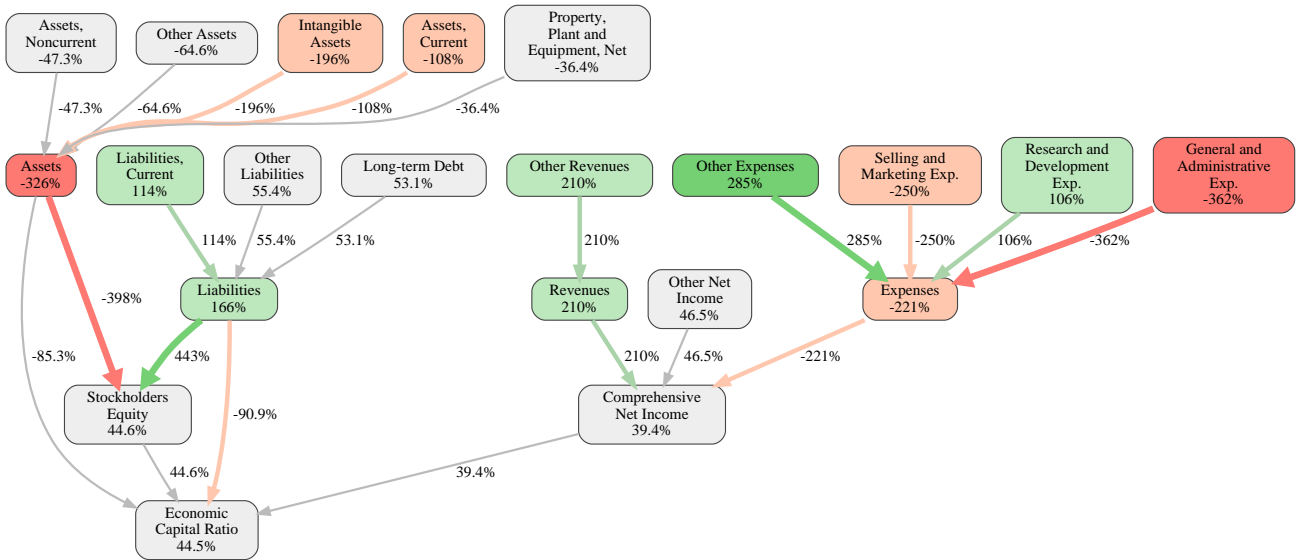 Assets,
Noncurrent
-47.3%
Other Assets
-64.6%
Intangible
Assets
-196%
Assets,
Current
-108%
Property,
Plant and
Equipment, Net
-36.4%
-47.3%
-64.6%
-196%
-108%
-36.4%
Assets
-326%
Liabilities,
Current
114%
Other
Liabilities
55.4%
Long-term Debt
53.1%
Other Revenues
210%
Other Expenses
285%
Selling and
Marketing Exp.
-250%
Research and
Development
Exp.
106%
General and
Administrative
Exp.
-362%
114%
55.4%
53.1%
210%
285%
-250%
106%
-362%
-398%
Liabilities
166%
Revenues
210%
Other Net
Income
46.5%
Expenses
-221%
-85.3%
443%
210%
46.5%
-221%
-90.9%
Stockholders
Equity
44.6%
Comprehensive
Net Income
39.4%
44.6%
39.4%
Economic
Capital Ratio
44.5%